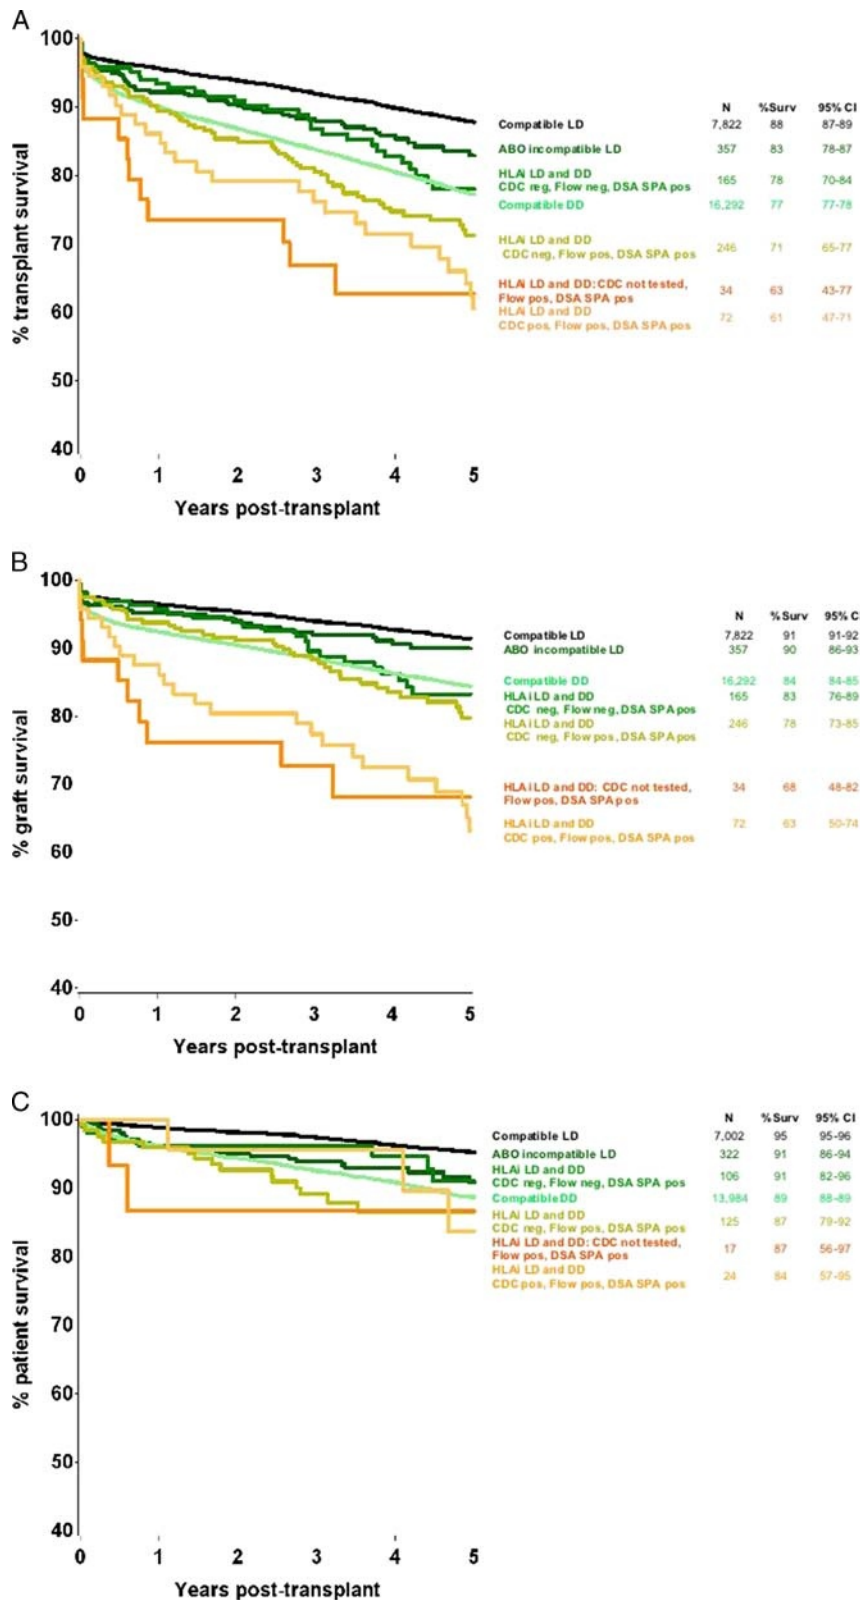 A
100
90
80
70
60
50
40
% transplant survival
0 1 2 3 4 5
Years post-transplant
N %Surv 95% CI
Compatible LD 7,822 88 87-89
ABO incompatible LD 357 83 78-87
HLAi LD and DD
CDC neg, Flow neg, DSA SPA pos 165 78 70-84
Compatible DD 16,292 77 77-78
HLAi LD and DD
CDC neg, Flow pos, DSA SPA pos 246 71 65-77
HLAi LD and DD: CDC not tested,
Flow pos, DSA SPA pos 34 63 43-77
HLAi LD and DD
CDC pos, Flow pos, DSA SPA pos 72 61 47-71
B
100
90
80
70
60
50
40
% graft survival
0 1 2 3 4 5
Years post-transplant
N %Surv 95% C
Compatible LD 7,822 91 91-92
ABO incompatible LD 357 90 86-93
Compatible DD 16,292 84 84-85
HLAi LD and DD 165 83 76-89
CDC neg, Flow neg, DSA SPA pos
HLAi LD and DD 246 78 73-85
CDC neg, Flow pos, DSA SPA pos
HLAi LD and DD: CDC not tested, 34 68 48-82
Flow pos, DSA SPA pos
HLAi LD and DD 72 63 50-74
CDC pos, Flow pos, DSA SPA pos
C
100
90
80
70
60
50
40
% patient survival
0 1 2 3 4 5
Years post-transplant
N %Surv 95% CI
Compatible LD 7,002 95 95-96
ABO incompatible LD 322 91 86-94
HLAi LD and DD
CDC neg, Flow neg, DSA SPA pos 106 91 82-96
Compatible DD 13,984 89 88-89
HLAi LD and DD
CDC neg, Flow pos, DSA SPA pos 125 87 79-92
HLAi LD and DD: CDC not tested,
Flow pos, DSA SPA pos 17 87 56-97
HLAi LD and DD
CDC pos, Flow pos, DSA SPA pos 24 84 57-95